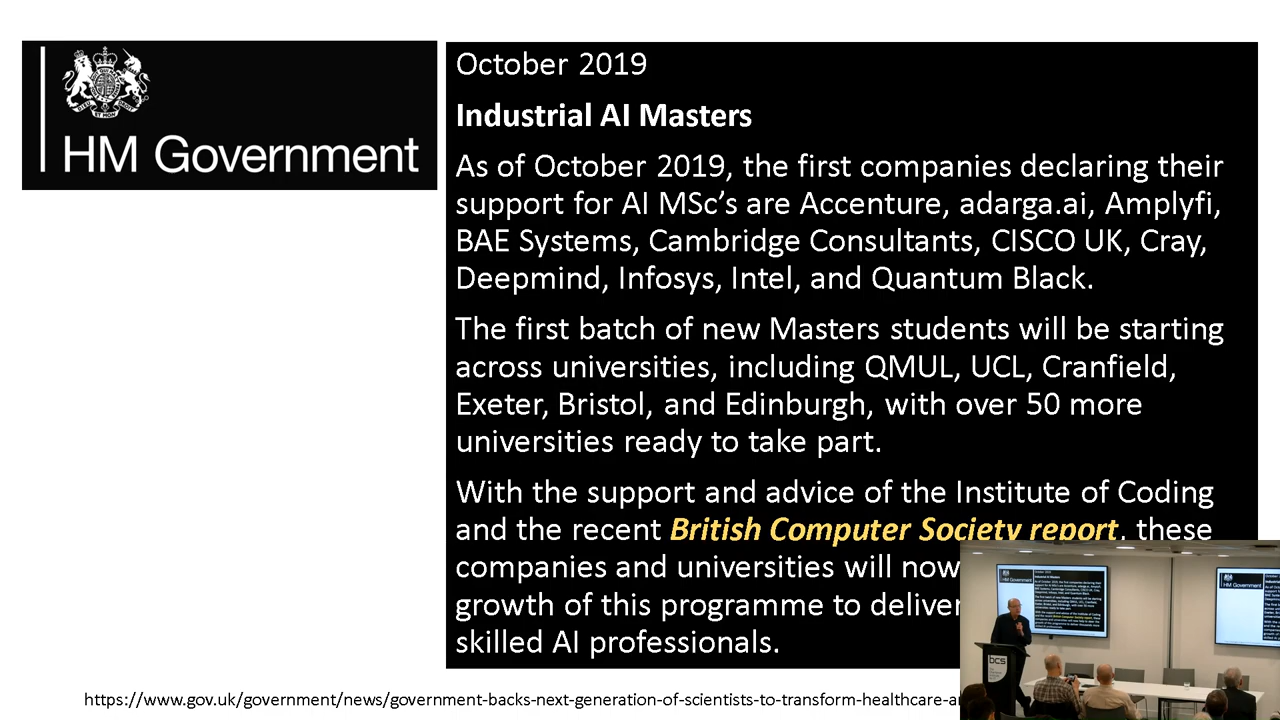 HM Government
October 2019
Industrial AI Masters
As of October 2019, the first companies declaring their
support for AI MSc’s are Accenture, adarga.ai, Amplyfi,
BAE Systems, Cambridge Consultants, CISCO UK, Cray,
Deepmind, Infosys, Intel, and Quantum Black.
The first batch of new Masters students will be starting
across universities, including QMUL, UCL, Cranfield,
Exeter, Bristol, and Edinburgh, with over 50 more
universities ready to take part.
With the support and advice of the Institute of Coding
and the recent British Computer Society report, these
companies and universities will now
growth of this programme to deliver
skilled AI professionals.
https://www.gov.uk/government/news/government-backs-next-generation-of-scientists-to-transform-healthcare-a
bcs